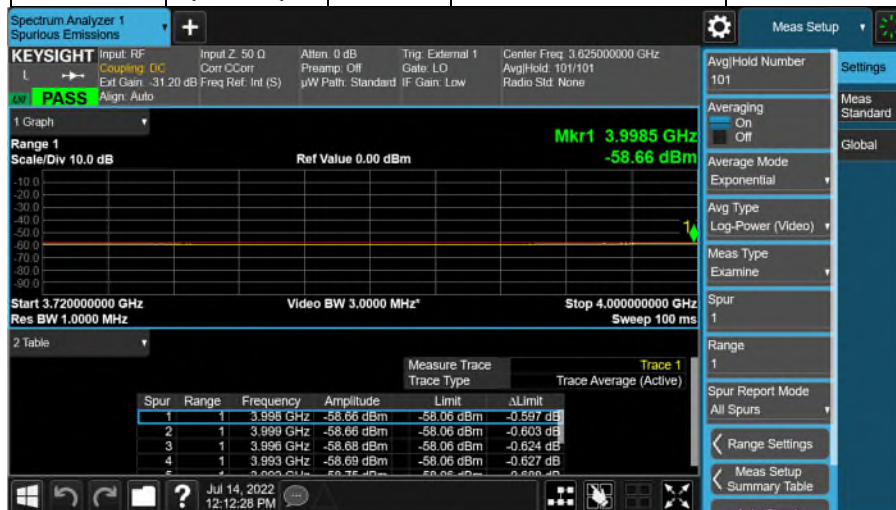 Spectrum Analyzer 1
Spurious Emissions
+
Meas Setup
KEYSIGHT
L
LXI
PASS
Input: RF
Coupling: DC
Ext Gain: -31.20 dB
Align: Auto
Input Z: 50 Ω
Corr CCorr
Freq Ref: Int (S)
Atten: 0 dB
Preamp: Off
µW Path: Standard
Trig: External 1
Gate: LO
IF Gain: Low
Center Freq: 3.625000000 GHz
Avg|Hold: 101/101
Radio Std: None
1 Graph
Range 1
Scale/Div 10.0 dB
Ref Value 0.00 dBm
Mkr1 3.9985 GHz
-58.66 dBm
-10.0
-20.0
-30.0
-40.0
-50.0
-60.0
-70.0
-80.0
-90.0
1
Start 3.720000000 GHz
Res BW 1.0000 MHz
Video BW 3.0000 MHz*
Stop 4.000000000 GHz
Sweep 100 ms
2 Table
Measure Trace Trace 1
Trace Type Trace Average (Active)
Spur Range Frequency Amplitude Limit ΔLimit
1 1 3.998 GHz -58.66 dBm -58.06 dBm -0.597 dB
2 1 3.999 GHz -58.66 dBm -58.06 dBm -0.603 dB
3 1 3.996 GHz -58.68 dBm -58.06 dBm -0.624 dB
4 1 3.993 GHz -58.69 dBm -58.06 dBm -0.627 dB
?
Jul 14, 2022
12:12:28 PM
Avg|Hold Number
101
Averaging
On
Off
Average Mode
Exponential
Avg Type
Log-Power (Video)
Meas Type
Examine
Spur
1
Range
1
Spur Report Mode
All Spurs
Range Settings
Meas Setup
Summary Table
Settings
Meas
Standard
Global